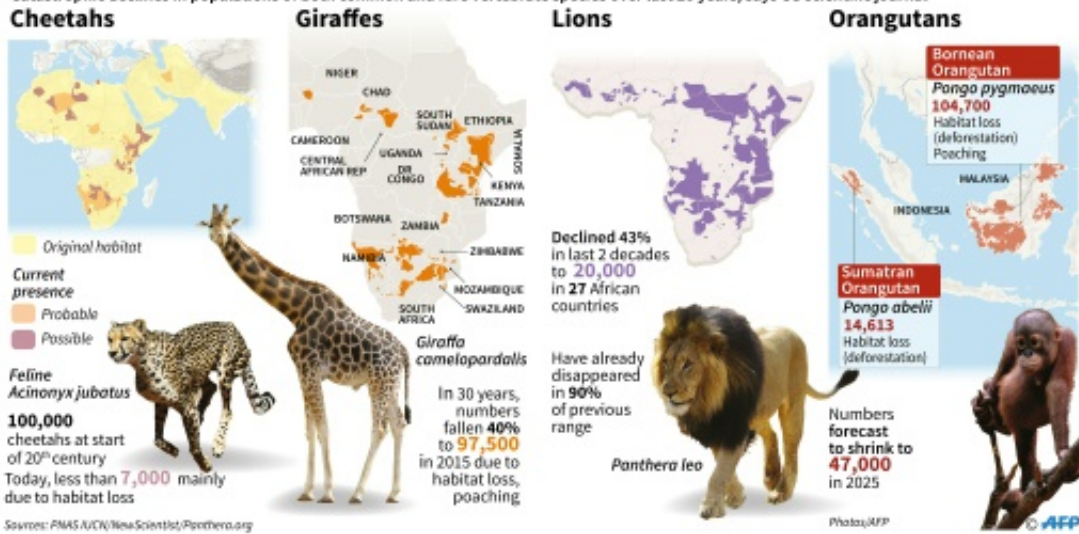 Cheetahs
Original habitat
Current
presence
Probable
Possible
Feline
Acinonyx jubatus
100,000
cheetahs at start
of 20th century
Today, less than 7,000 mainly
due to habitat loss
Giraffes
NIGER
CHAD
SOUTH
SUDAN
ETHIOPIA
CAMEROON
UGANDA
SOMALIA
CENTRAL
AFRICAN REP
DR
CONGO
KENYA
TANZANIA
BOTSWANA
ZAMBIA
NAMIBIA
ZIMBABWE
MOZAMBIQUE
SOUTH
AFRICA
SWAZILAND
Giraffa
camelopardalis
In 30 years,
numbers
fallen 40%
to 97,500
in 2015 due to
habitat loss,
poaching
Lions
Declined 43%
in last 2 decades
to 20,000
in 27 African
countries
Have already
disappeared
in 90%
of previous
range
Panthera leo
Orangutans
Bornean
Orangutan
Pongo pygmaeus
104,700
Habitat loss
(deforestation)
Poaching
MALAYSIA
INDONESIA
Sumatran
Orangutan
Pongo abelii
14,613
Habitat loss
(deforestation)
Numbers
forecast
to shrink to
47,000
in 2025
Sources: PNAS/IUCN/NewScientist/Panthera.org
Photos/AFP
© AFP